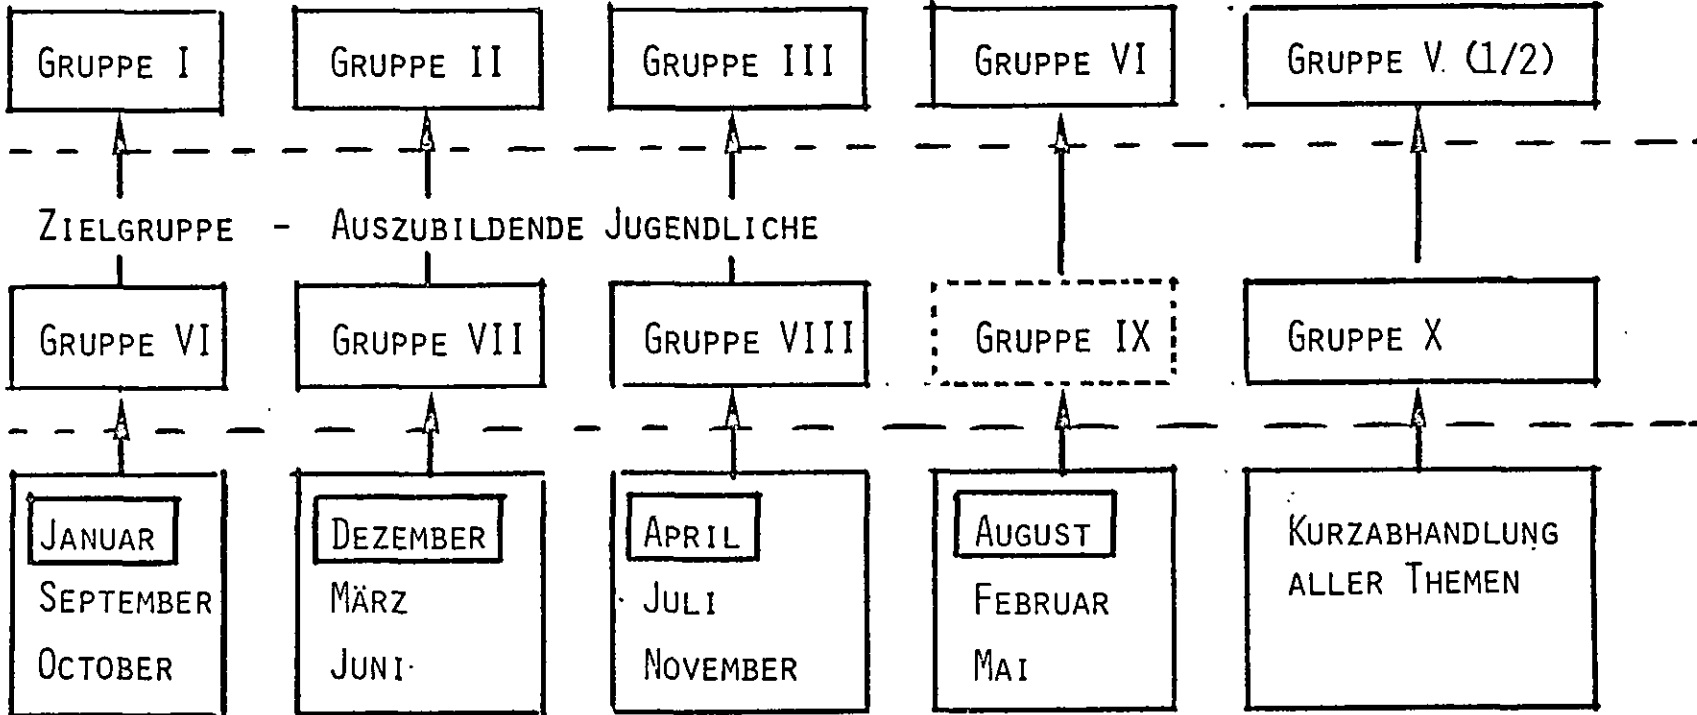 GRUPPE I GRUPPE II GRUPPE III GRUPPE VI GRUPPE V. (1/2)
ZIELGRUPPE - AUSZUBILDENDE JUGENDLICHE
GRUPPE VI GRUPPE VII GRUPPE VIII GRUPPE IX GRUPPE X
JANUAR
SEPTEMBER
OCTOBER
DEZEMBER
MÄRZ
JUNI
APRIL
JULI
NOVEMBER
AUGUST
FEBRUAR
MAI
KURZABHANDLUNG
ALLER THEMEN